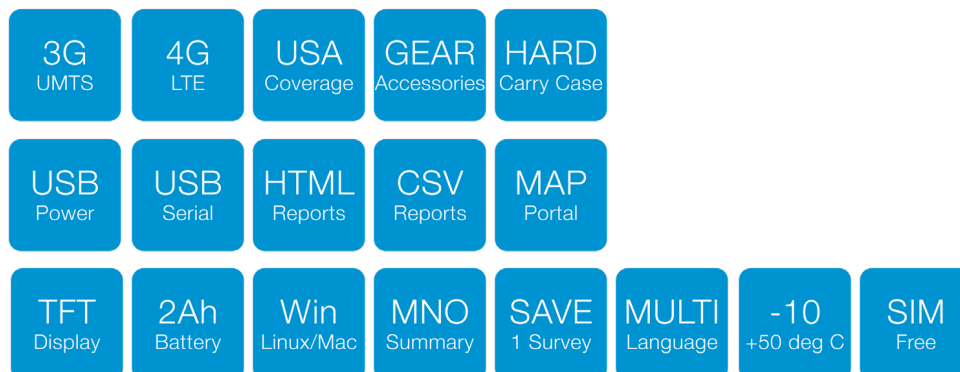 3G
UMTS
4G
LTE
USA
Coverage
GEAR
Accessories
HARD
Carry Case
USB
Power
USB
Serial
HTML
Reports
CSV
Reports
MAP
Portal
TFT
Display
2Ah
Battery
Win
Linux/Mac
MNO
Summary
SAVE
1 Survey
MULTI
Language
-10
+50 deg C
SIM
Free